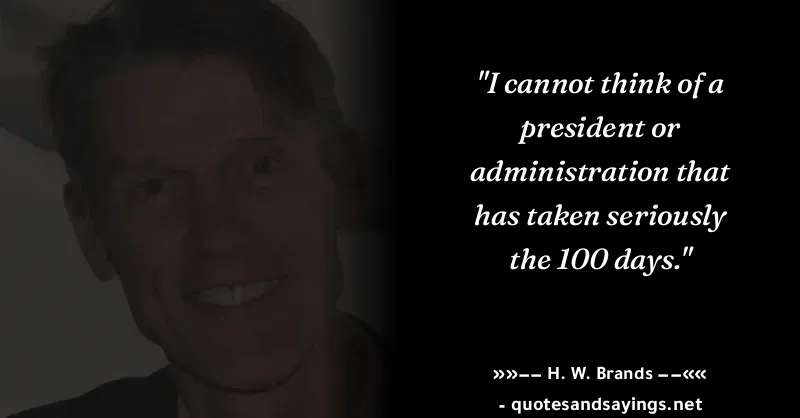 "I cannot think of a
president or
administration that
has taken seriously
the 100 days."
»»–– H. W. Brands ––««
- quotesandsayings.net